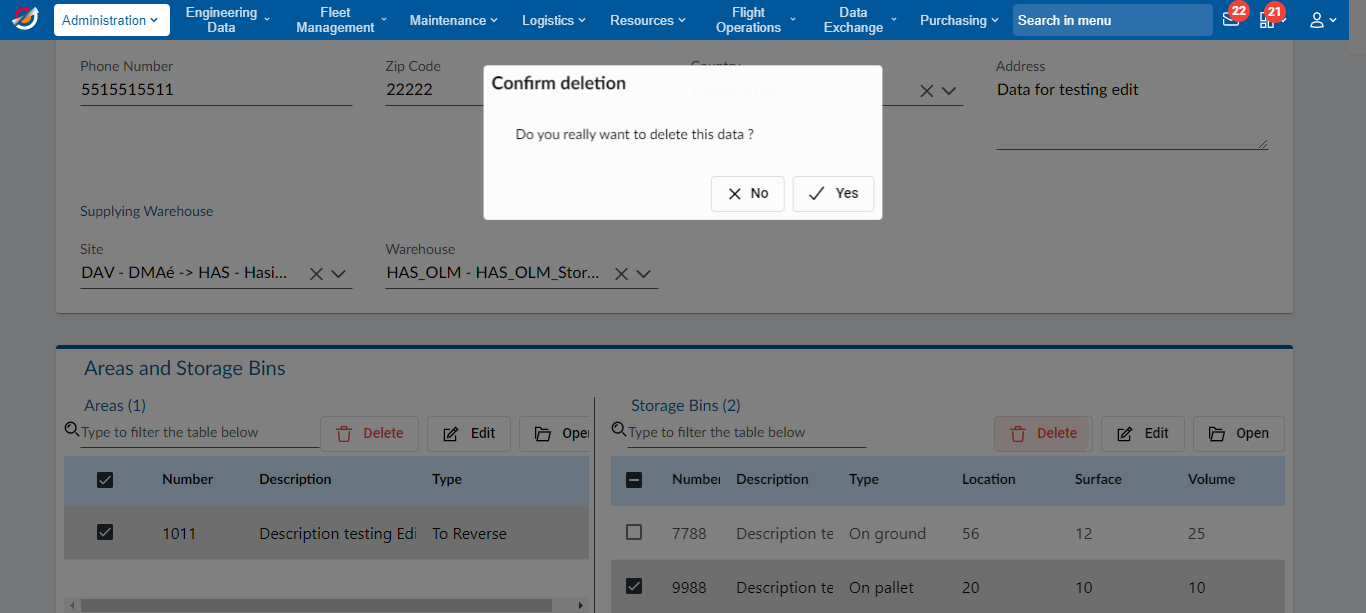 Administration
Engineering
Data
Fleet
Management
Maintenance
Logistics
Resources
Flight
Operations
Data
Exchange
Purchasing
Search in menu
22
21
Phone Number
Zip Code
Country
Address
5515515511
22222
Data for testing edit
Confirm deletion
Do you really want to delete this data ?
No
Yes
Supplying Warehouse
Site
Warehouse
DAV - DMAé -> HAS - Hasi...
HAS_OLM - HAS_OLM_Stor...
Areas and Storage Bins
Areas (1)
Type to filter the table below
Delete
Edit
Open
Number Description Type
1011 Description testing Edi To Reverse
Storage Bins (2)
Type to filter the table below
Delete
Edit
Open
Number Description Type Location Surface Volume
7788 Description te On ground 56 12 25
9988 Description te On pallet 20 10 10